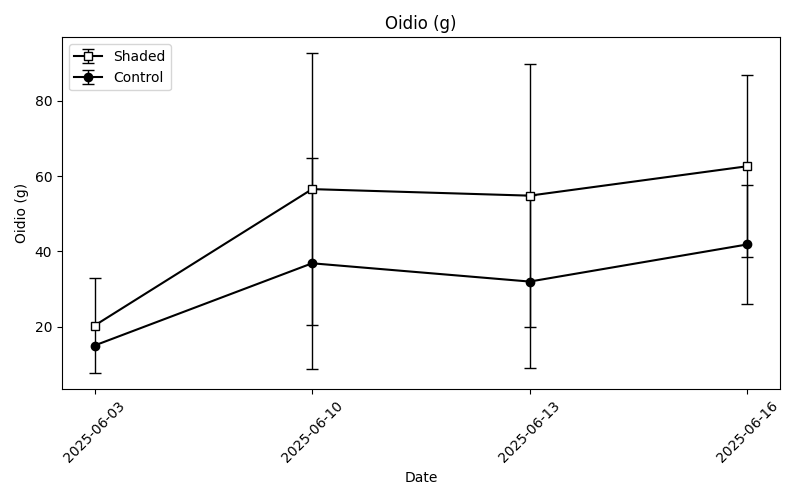 Oidio (g)
Shaded
Control
80
60
40
20
Oidio (g)
2025-06-03
2025-06-10
2025-06-13
2025-06-16
Date